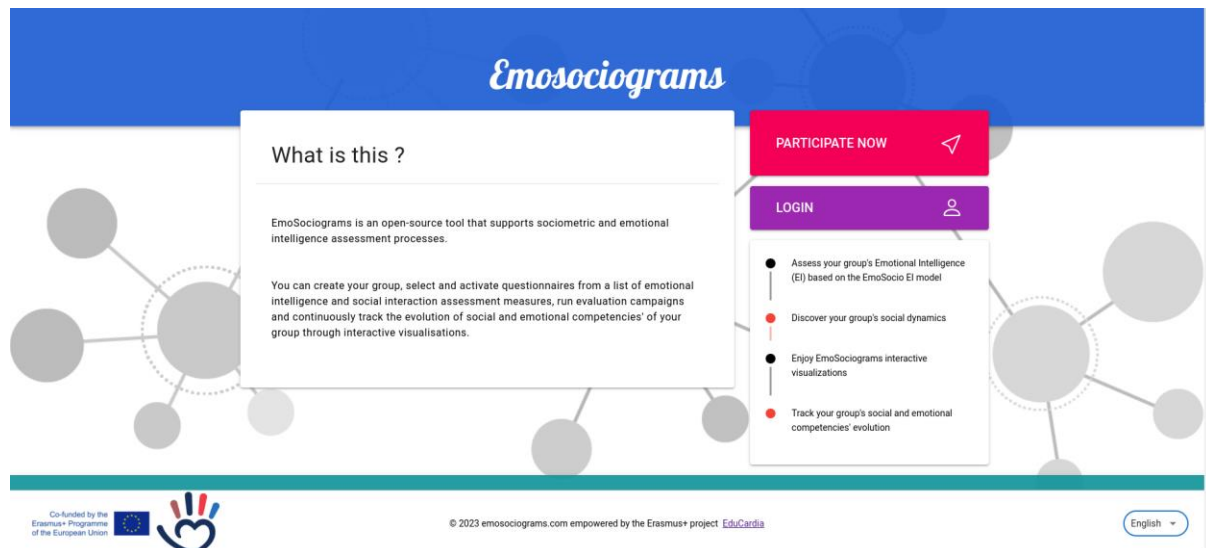 Emosociograms
What is this ?
EmoSociograms is an open-source tool that supports sociometric and emotional
intelligence assessment processes.
You can create your group, select and activate questionnaires from a list of emotional
intelligence and social interaction assessment measures, run evaluation campaigns
and continuously track the evolution of social and emotional competencies' of your
group through interactive visualisations.
PARTICIPATE NOW
LOGIN
Assess your group's Emotional Intelligence
(EI) based on the EmoSocio EI model
Discover your group's social dynamics
Enjoy EmoSociograms interactive
visualizations
Track your group's social and emotional
competencies' evolution
Co-funded by the
Erasmus+ Programme
of the European Union
© 2023 emosociograms.com empowered by the Erasmus+ project EduCardia
English